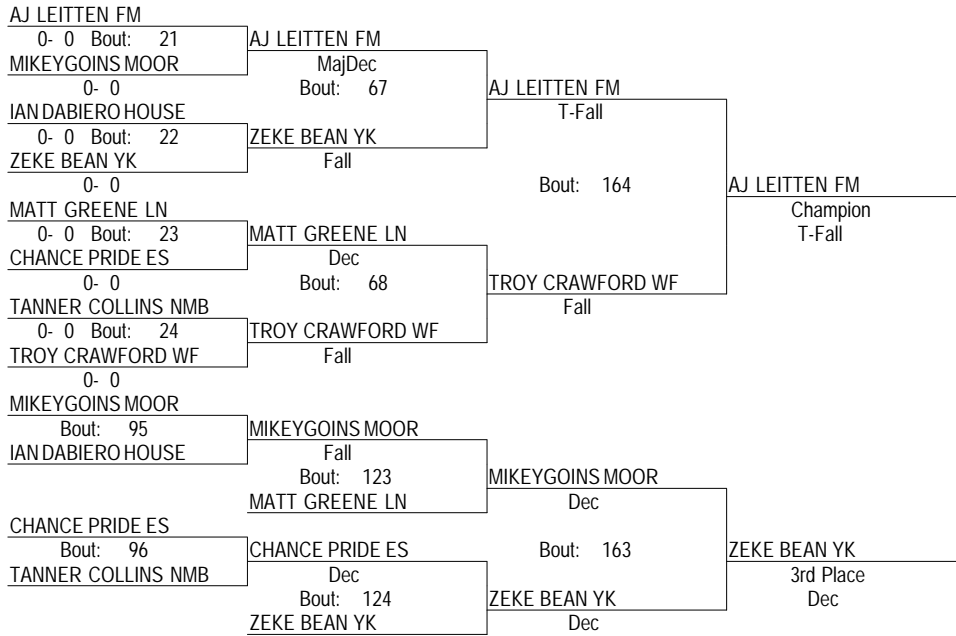 AJ LEITTEN FM
0- 0 Bout: 21 AJ LEITTEN FM
MIKEYGOINS MOOR MajDec
0- 0 Bout: 67 AJ LEITTEN FM
IAN DABIERO HOUSE T-Fall
0- 0 Bout: 22 ZEKE BEAN YK
ZEKE BEAN YK Fall
0- 0 Bout: 164 AJ LEITTEN FM
MATT GREENE LN Champion
0- 0 Bout: 23 MATT GREENE LN T-Fall
CHANCE PRIDE ES Dec
0- 0 Bout: 68 TROY CRAWFORD WF
TANNER COLLINS NMB Fall
0- 0 Bout: 24 TROY CRAWFORD WF
TROY CRAWFORD WF Fall
0- 0
MIKEYGOINS MOOR
Bout: 95 MIKEYGOINS MOOR
IAN DABIERO HOUSE Fall
Bout: 123 MIKEYGOINS MOOR
MATT GREENE LN Dec
CHANCE PRIDE ES
Bout: 96 CHANCE PRIDE ES Bout: 163 ZEKE BEAN YK
TANNER COLLINS NMB Dec 3rd Place
Bout: 124 ZEKE BEAN YK Dec
ZEKE BEAN YK Dec